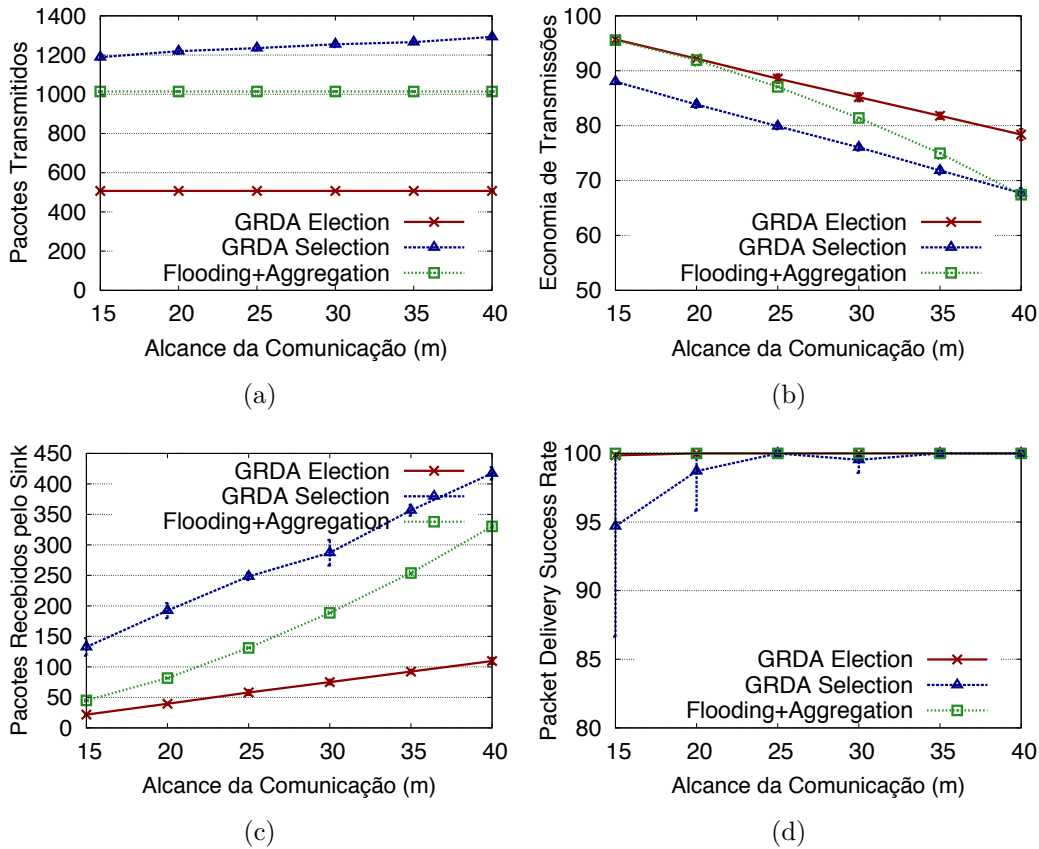 1400
1200
1000
800
600
400
200
0
15 20 25 30 35 40
Pacotes Transmitidos
Alcance da Comunicação (m)
GRDA Election
GRDA Selection
Flooding+Aggregation
(a)
100
90
80
70
60
50
15 20 25 30 35 40
Economia de Transmissões
Alcance da Comunicação (m)
GRDA Election
GRDA Selection
Flooding+Aggregation
(b)
450
400
350
300
250
200
150
100
50
0
15 20 25 30 35 40
Pacotes Recebidos pelo Sink
Alcance da Comunicação (m)
GRDA Election
GRDA Selection
Flooding+Aggregation
(c)
100
95
90
85
80
15 20 25 30 35 40
Packet Delivery Success Rate
Alcance da Comunicação (m)
GRDA Election
GRDA Selection
Flooding+Aggregation
(d)